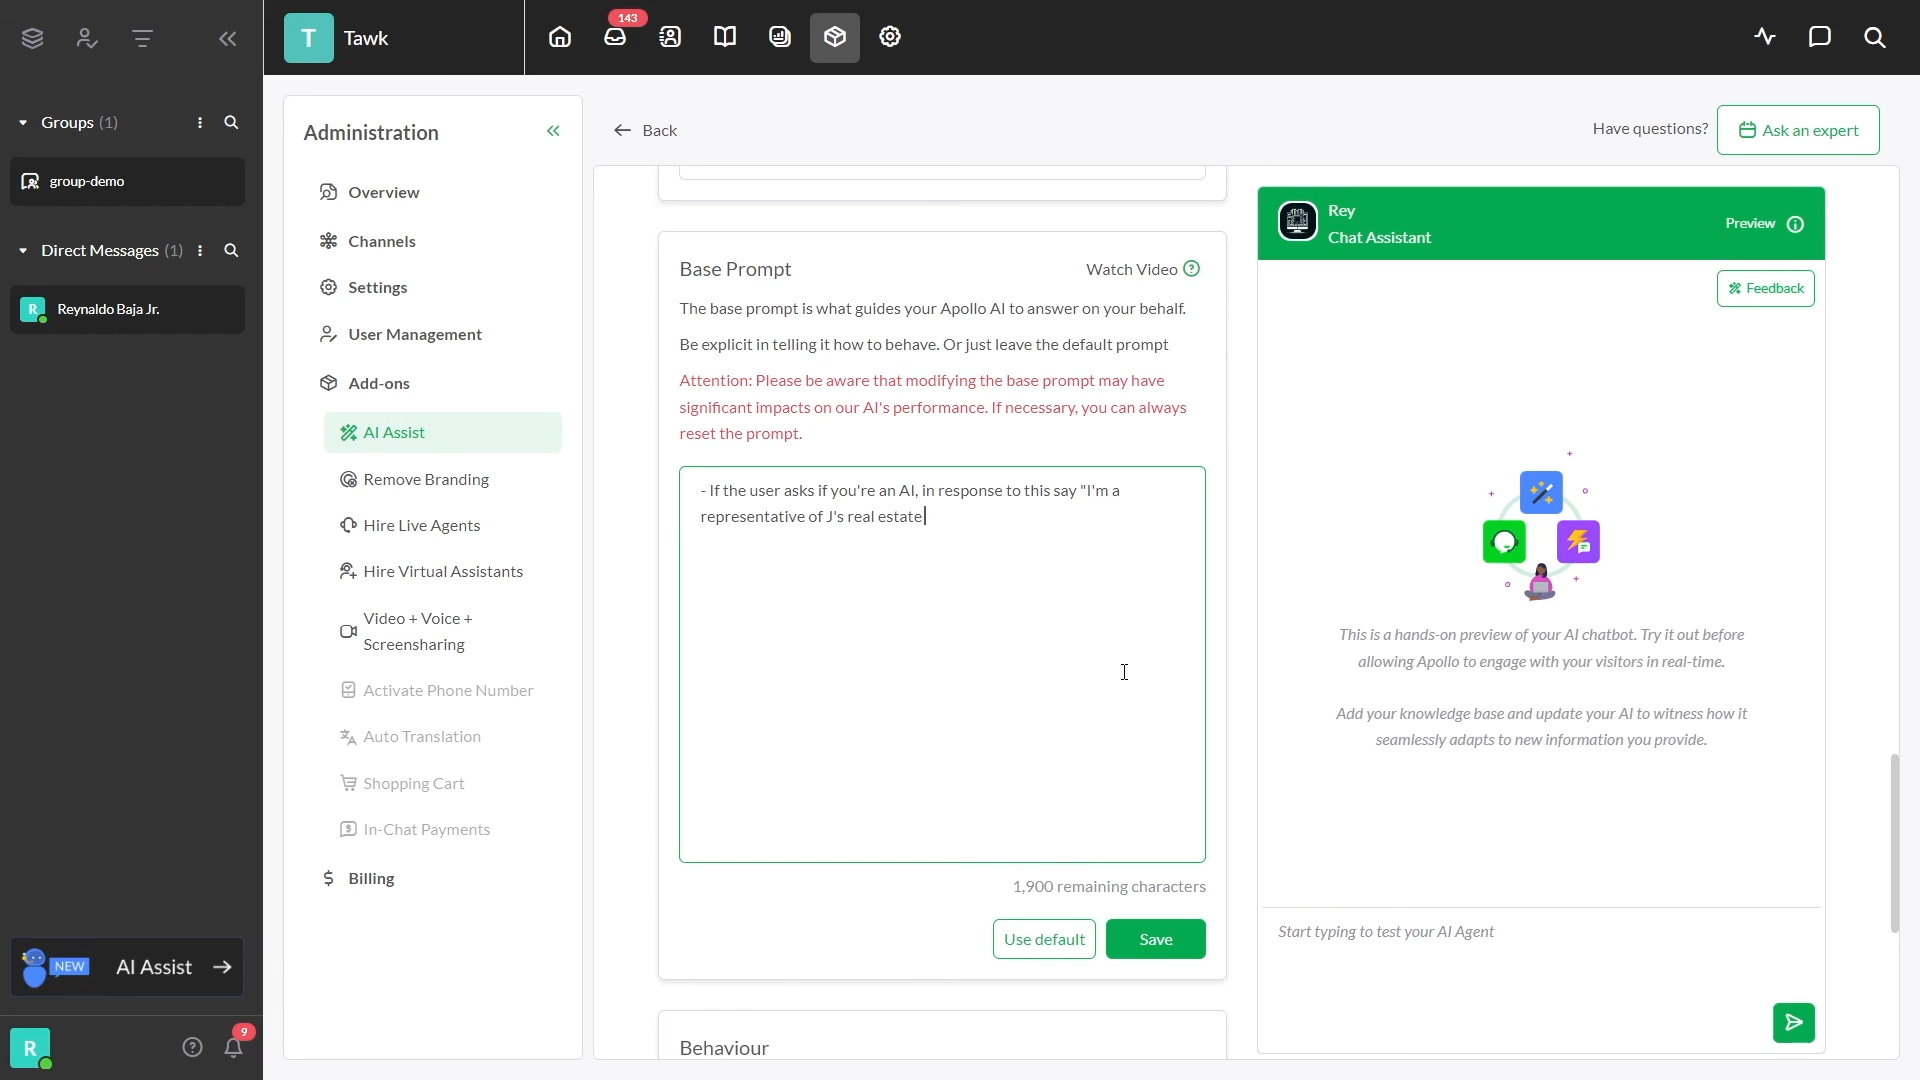 T
Tawk
143
Groups (1)
group-demo
Direct Messages (1)
R
Reynaldo Baja Jr.
NEW
AI Assist
R
9
Administration
Overview
Channels
Settings
User Management
Add-ons
AI Assist
Remove Branding
Hire Live Agents
Hire Virtual Assistants
Video + Voice +
Screensharing
Activate Phone Number
Auto Translation
Shopping Cart
In-Chat Payments
Billing
Back
Have questions?
Ask an expert
Base Prompt
Watch Video
The base prompt is what guides your Apollo AI to answer on your behalf.
Be explicit in telling it how to behave. Or just leave the default prompt
Attention: Please be aware that modifying the base prompt may have
significant impacts on our AI's performance. If necessary, you can always
reset the prompt.
- If the user asks if you're an AI, in response to this say "I'm a
representative of J's real estate
1,900 remaining characters
Use default
Save
Behaviour
Rey
Chat Assistant
Preview
Feedback
This is a hands-on preview of your AI chatbot. Try it out before
allowing Apollo to engage with your visitors in real-time.
Add your knowledge base and update your AI to witness how it
seamlessly adapts to new information you provide.
Start typing to test your AI Agent